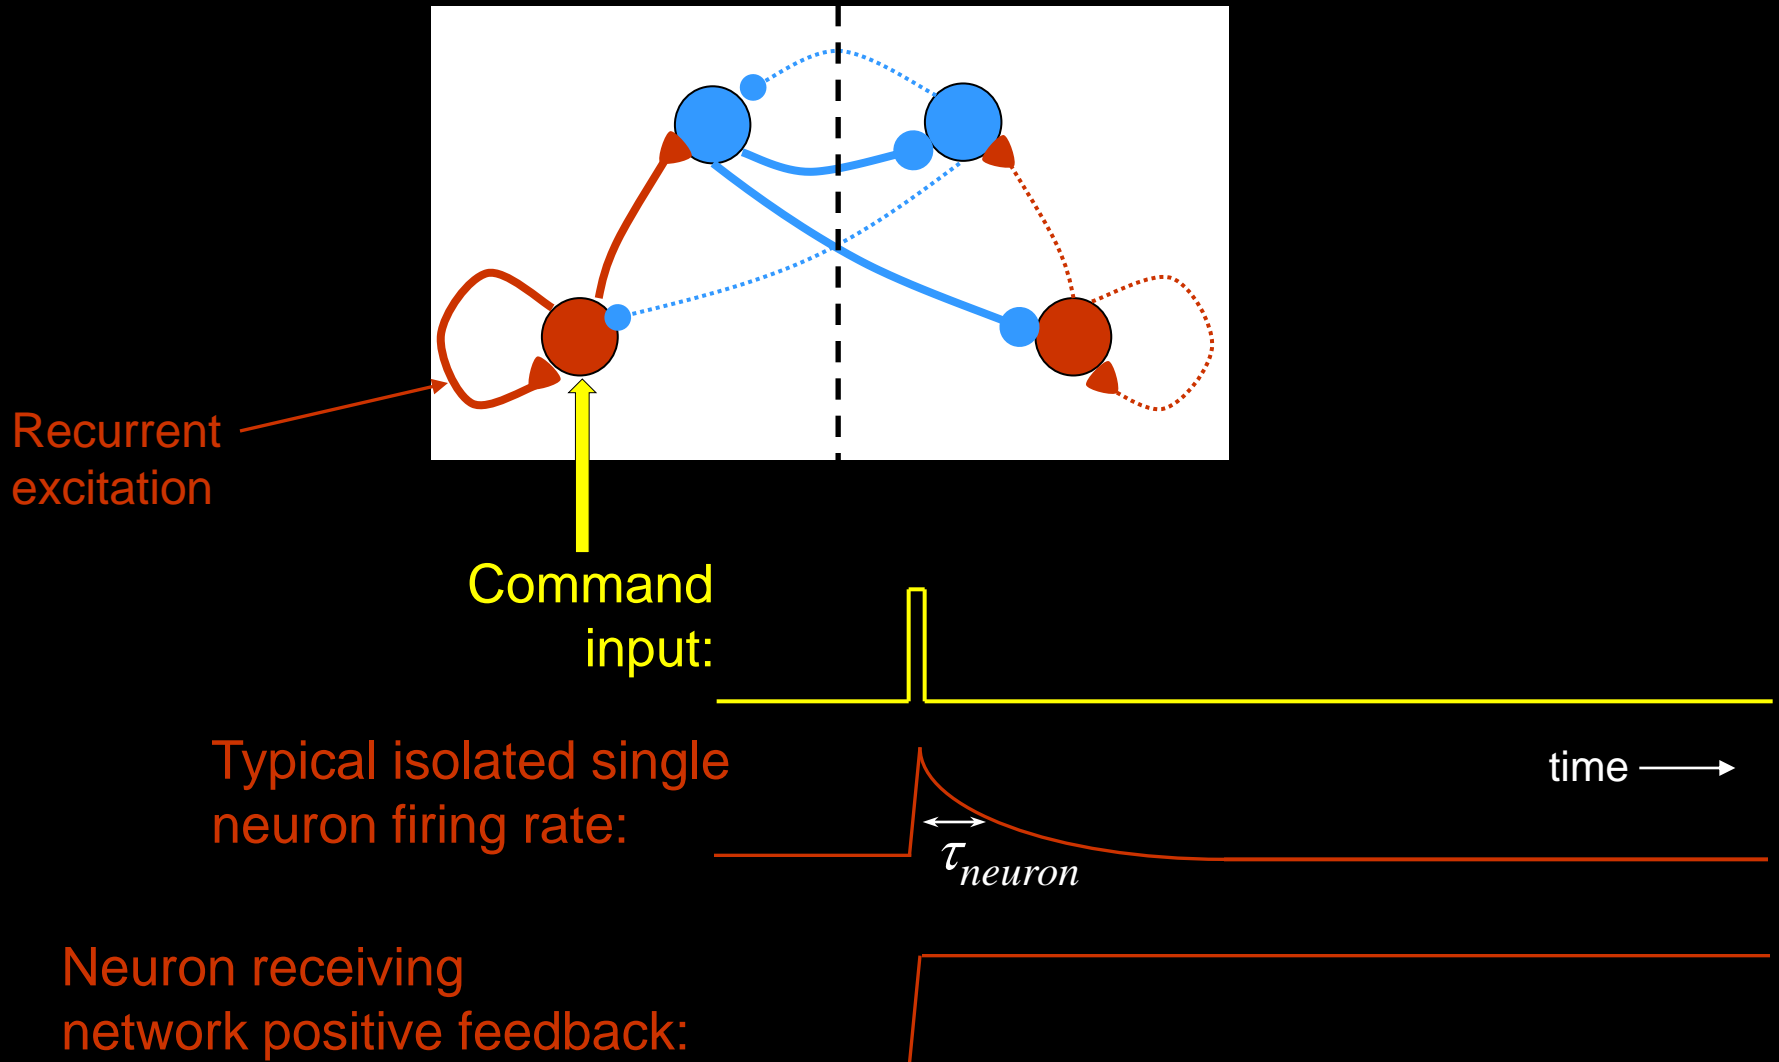 Recurrent
excitation
Command
input:
Typical isolated single
neuron firing rate:
time
τneuron
Neuron receiving
network positive feedback: